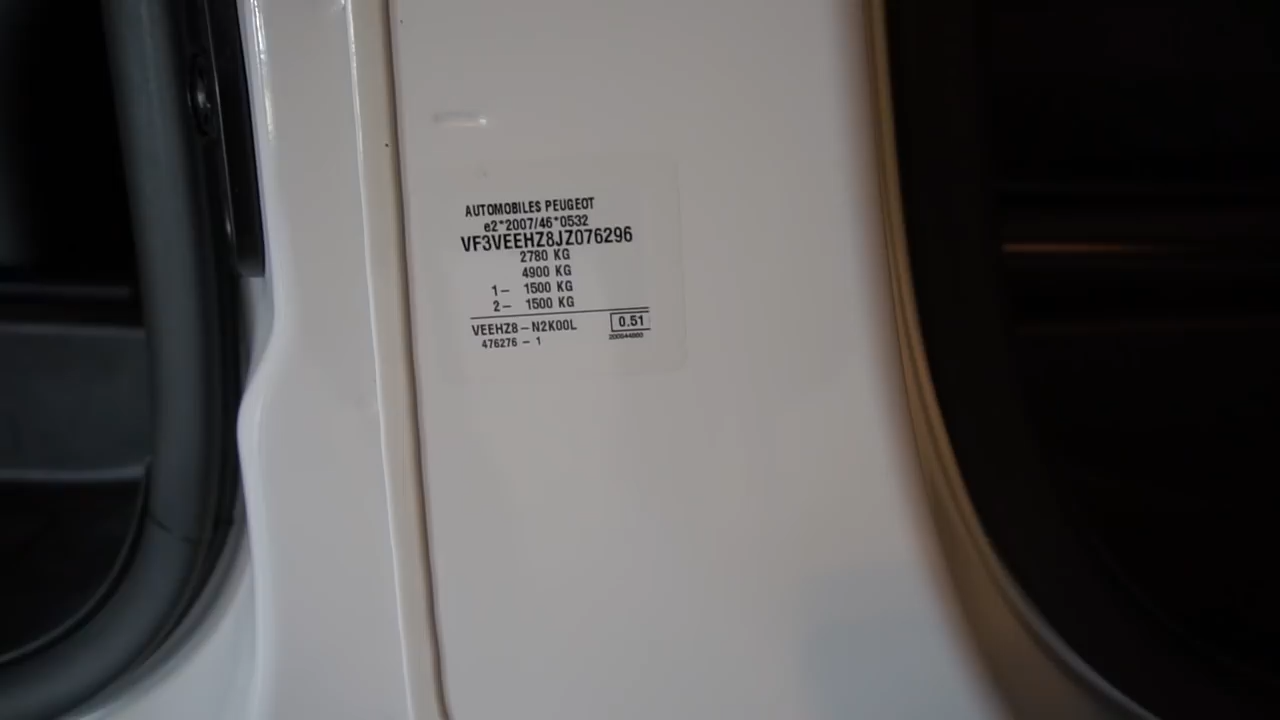 AUTOMOBILES PEUGEOT
e2*2007/46*0532
VF3VEEHZ8JZ076296
2780 KG
4900 KG
1– 1500 KG
2– 1500 KG
VEEHZ8–N2K00L 0.51
476276 – 1